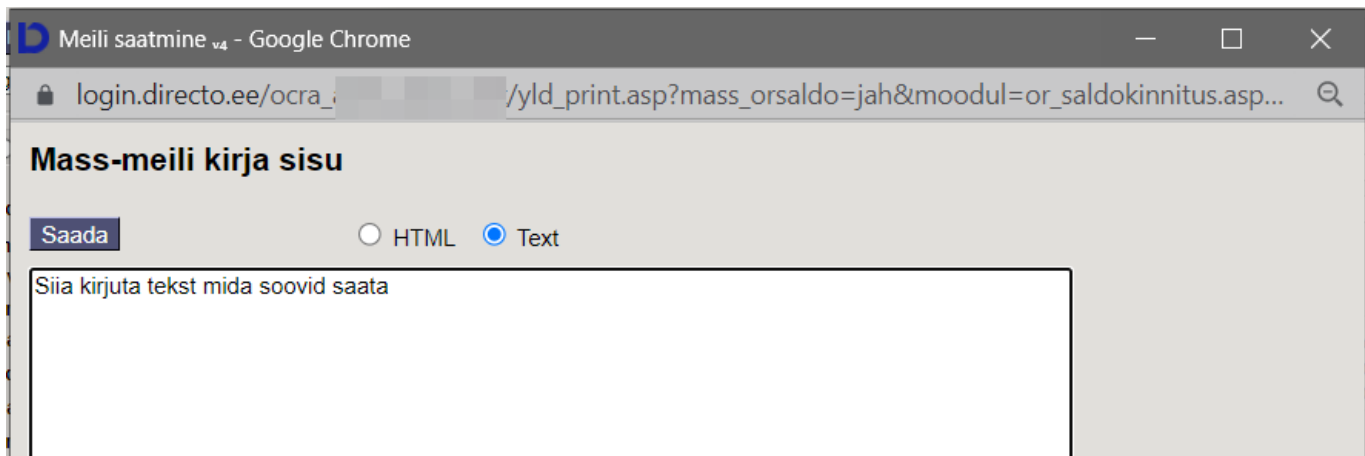 Meili saatmine v4 - Google Chrome
login.directo.ee/ocra_ /yld_print.asp?mass_orsaldo=jah&moodul=or_saldokinnitus.asp...
Mass-meili kirja sisu
Saada HTML Text
Siia kirjuta tekst mida soovid saata